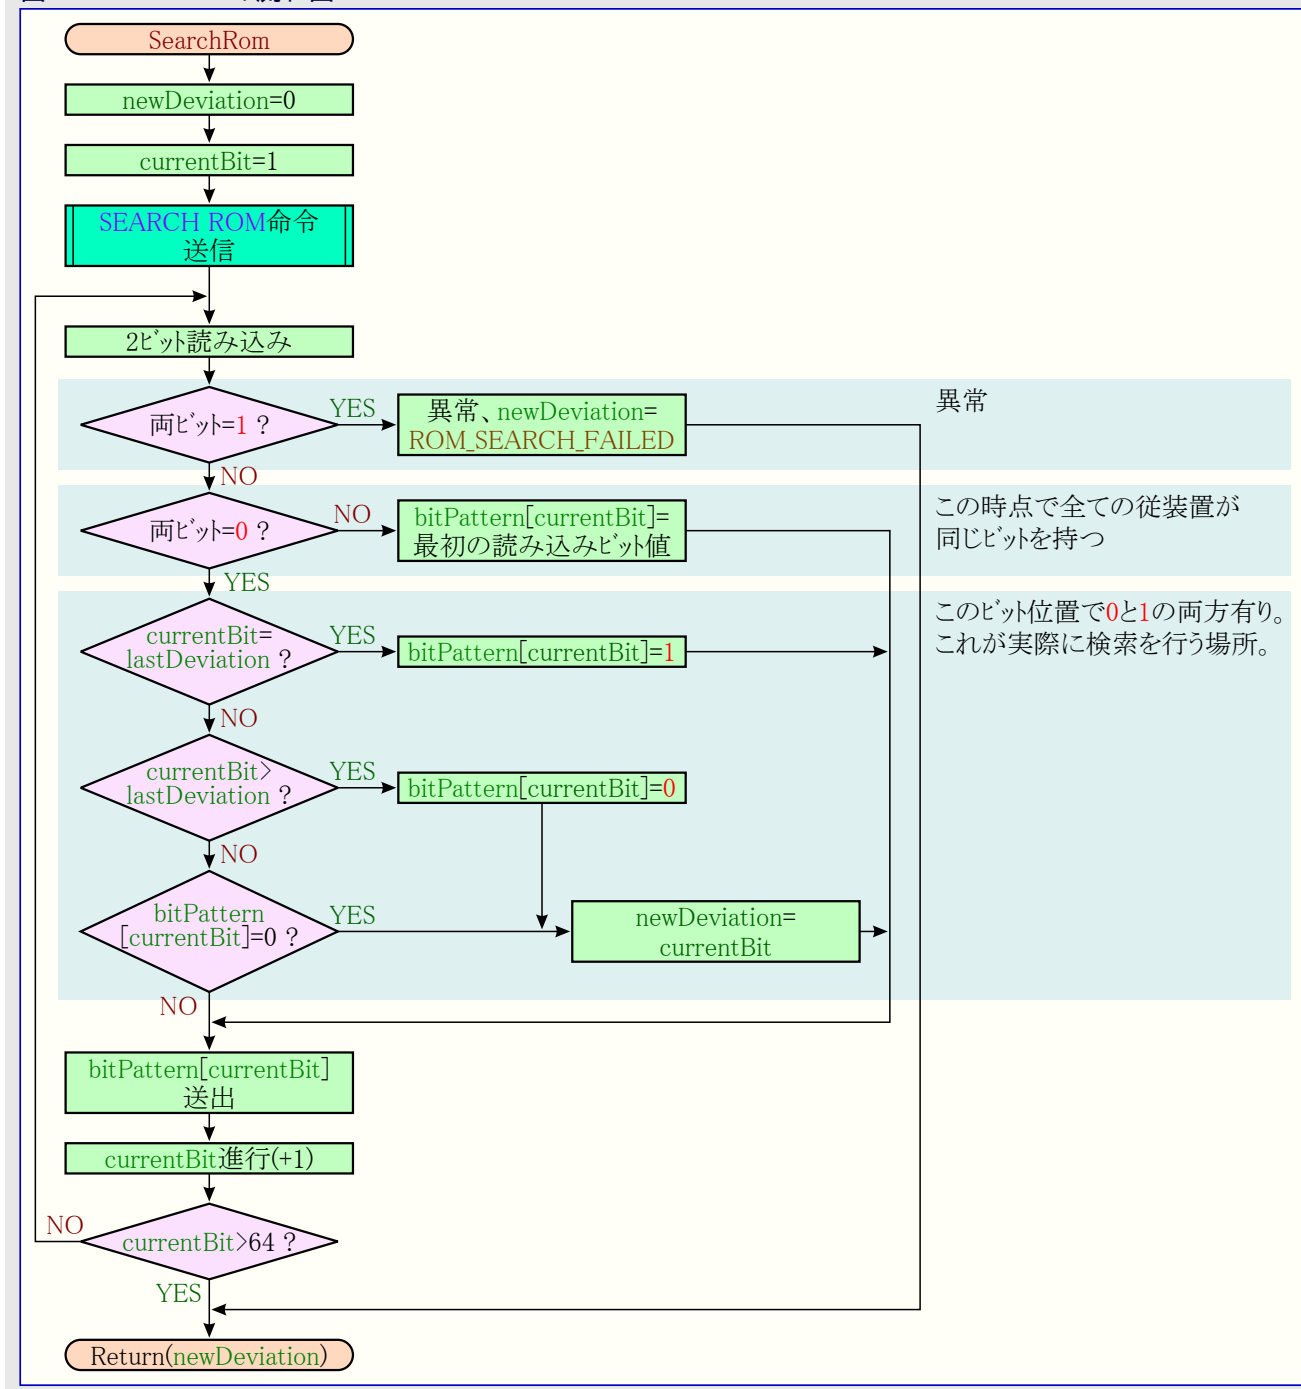 SearchRom
newDeviation=0
currentBit=1
SEARCH ROM命令
送信
2ビット読み込み
両ビット=1 ?
YES
異常、newDeviation=
ROM_SEARCH_FAILED
異常
NO
両ビット=0 ?
NO
bitPattern[currentBit]=
最初の読み込みビット値
この時点で全ての従装置が
同じビットを持つ
YES
currentBit=
lastDeviation ?
YES
bitPattern[currentBit]=1
このビット位置で0と1の両方有り。
これが実際に検索を行う場所。
NO
currentBit>
lastDeviation ?
YES
bitPattern[currentBit]=0
NO
bitPattern
[currentBit]=0 ?
YES
newDeviation=
currentBit
NO
bitPattern[currentBit]
送出
currentBit進行(+1)
currentBit>64 ?
NO
YES
Return(newDeviation)